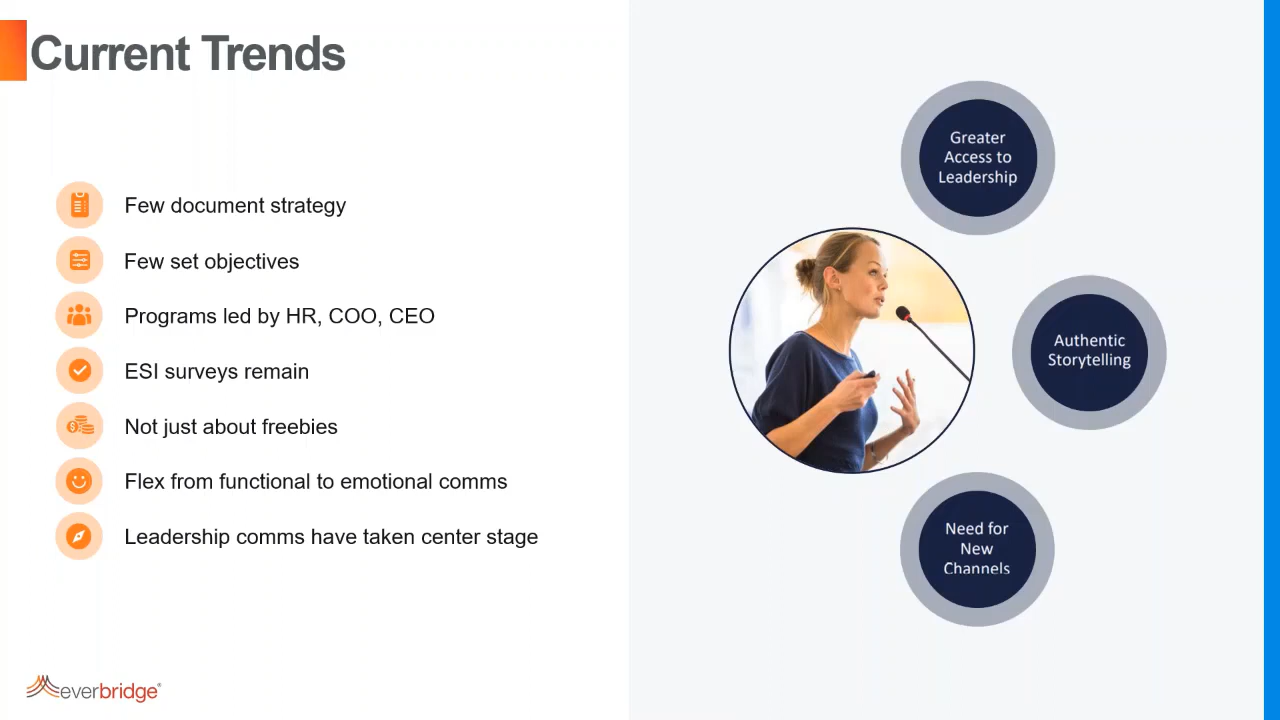 Current Trends
Few document strategy
Few set objectives
Programs led by HR, COO, CEO
ESI surveys remain
Not just about freebies
Flex from functional to emotional comms
Leadership comms have taken center stage
Greater
Access to
Leadership
Authentic
Storytelling
Need for
New
Channels
everbridge®